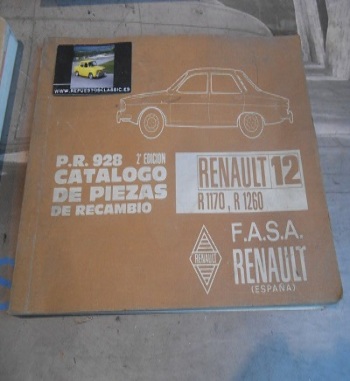 WWW.REPUESTOSCLASSIC.ES
P.R. 928 2ª EDICION
CATALOGO
DE PIEZAS
DE RECAMBIO
RENAULT 12
R 1170, R 1260
RENAULT
F.A.S.A.
RENAULT
(ESPAÑA)